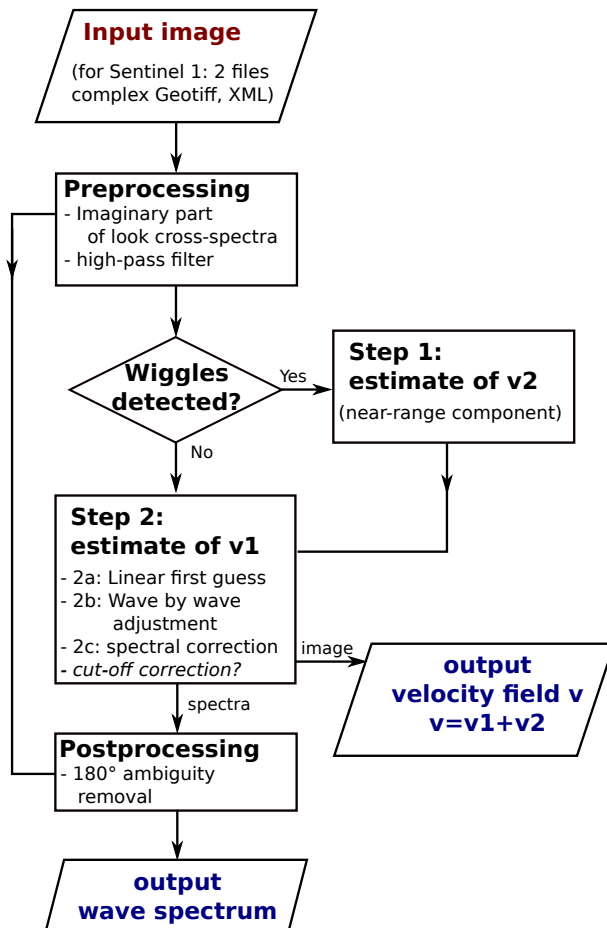 Input image
(for Sentinel 1: 2 files
complex Geotiff, XML)
Preprocessing
- Imaginary part
of look cross-spectra
- high-pass filter
Wiggles
detected?
Yes
No
Step 1:
estimate of v2
(near-range component)
Step 2:
estimate of v1
- 2a: Linear first guess
- 2b: Wave by wave
adjustment
- 2c: spectral correction
- cut-off correction?
image
spectra
output
velocity field v
v=v1+v2
Postprocessing
- 180° ambiguity
removal
output
wave spectrum